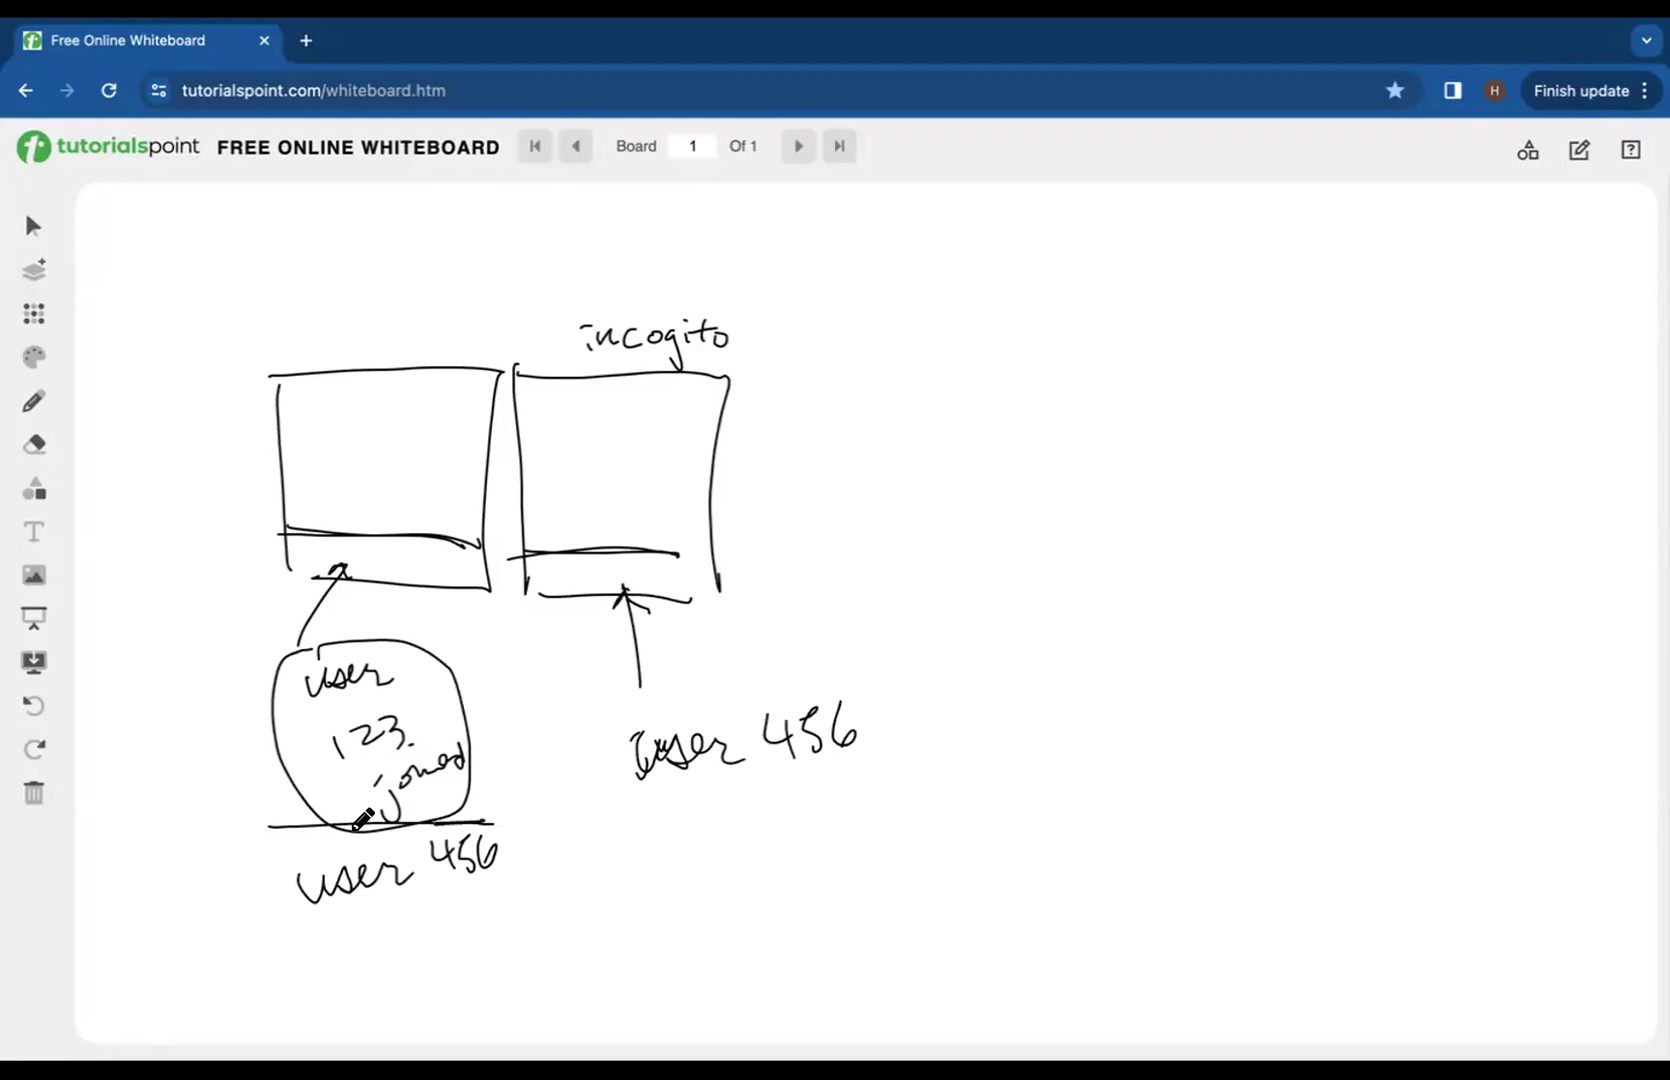 Free Online Whiteboard
tutorialspoint.com/whiteboard.htm
H
Finish update
tutorialspoint
FREE ONLINE WHITEBOARD
Board 1 Of 1
T
incogito
user
123.
joined
user 456
user 456